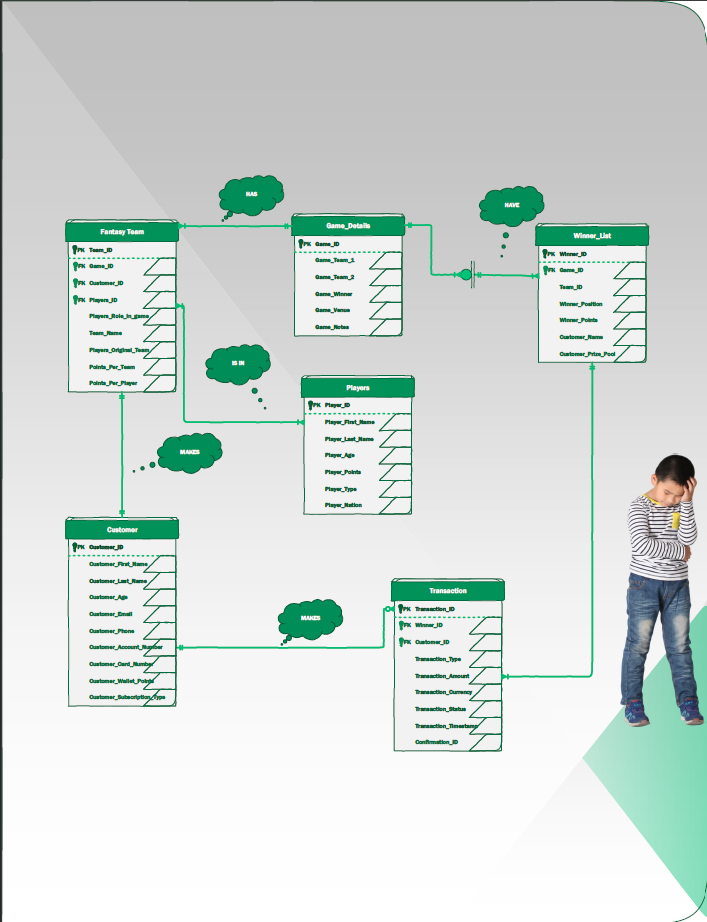 HAS
HAVE
Fantasy Team
PK Team_ID
FK Game_ID
FK Customer_ID
FK Players_ID
Players_Role_in_game
Team_Name
Players_Original_Team
Points_Per_Team
Points_Per_Player
Game_Details
PK Game_ID
Game_Team_1
Game_Team_2
Game_Winner
Game_Venue
Game_Notes
Winner_List
PK Winner_ID
FK Game_ID
Team_ID
Winner_Position
Winner_Points
Customer_Name
Customer_Prize_Pool
IS IN
Players
PK Player_ID
Player_First_Name
Player_Last_Name
Player_Age
Player_Points
Player_Type
Player_Nation
MAKES
Customer
PK Customer_ID
Customer_First_Name
Customer_Last_Name
Customer_Age
Customer_Email
Customer_Phone
Customer_Account_Number
Customer_Card_Number
Customer_Wallet_Points
Customer_Subscription_Type
MAKES
Transaction
PK Transaction_ID
FK Winner_ID
FK Customer_ID
Transaction_Type
Transaction_Amount
Transaction_Currency
Transaction_Status
Transaction_Timestamp
Confirmation_ID